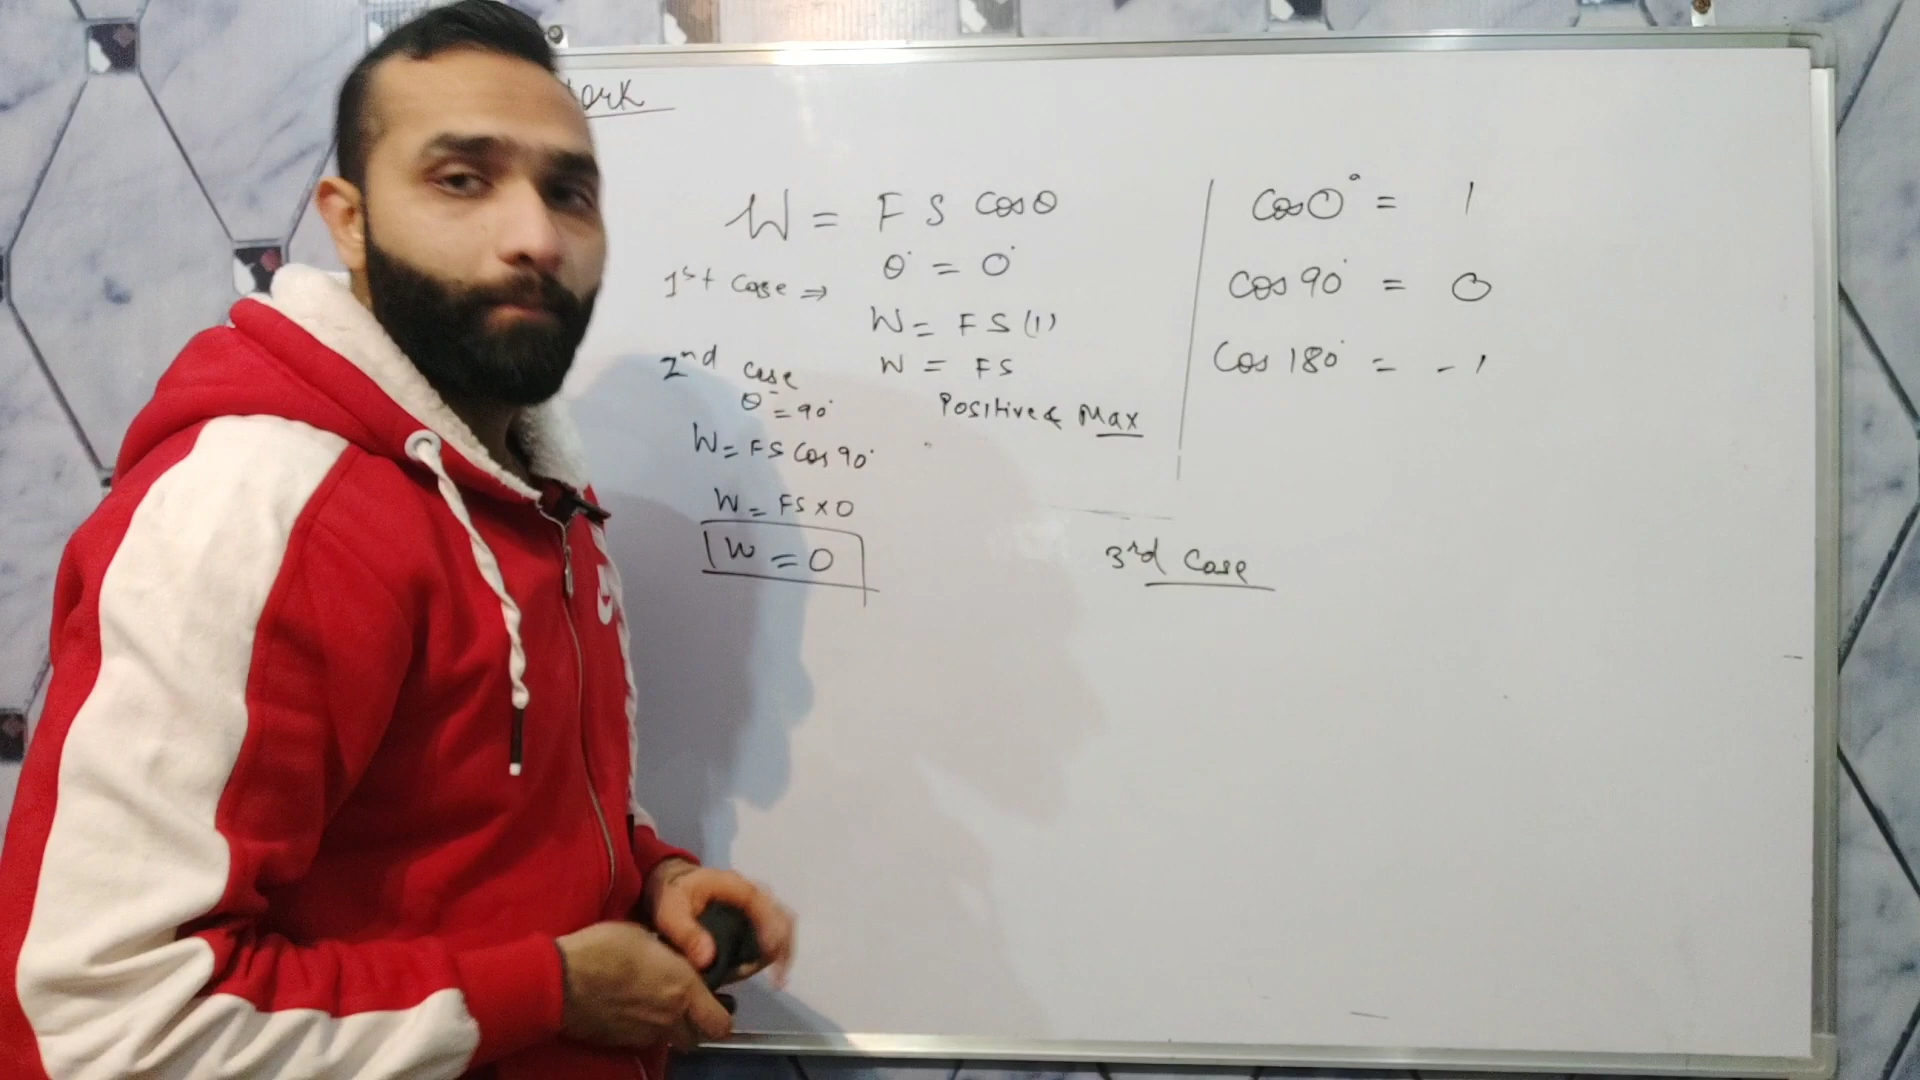 ork
W = F S cosθ
1st case ⇒ θ° = 0°
W = F S (1)
W = FS
Positive & Max
2nd case
θ = 90°
W = FS Cos 90°
W = FS × 0
W = 0
cos 0° = 1
cos 90° = 0
Cos 180° = -1
3rd Case